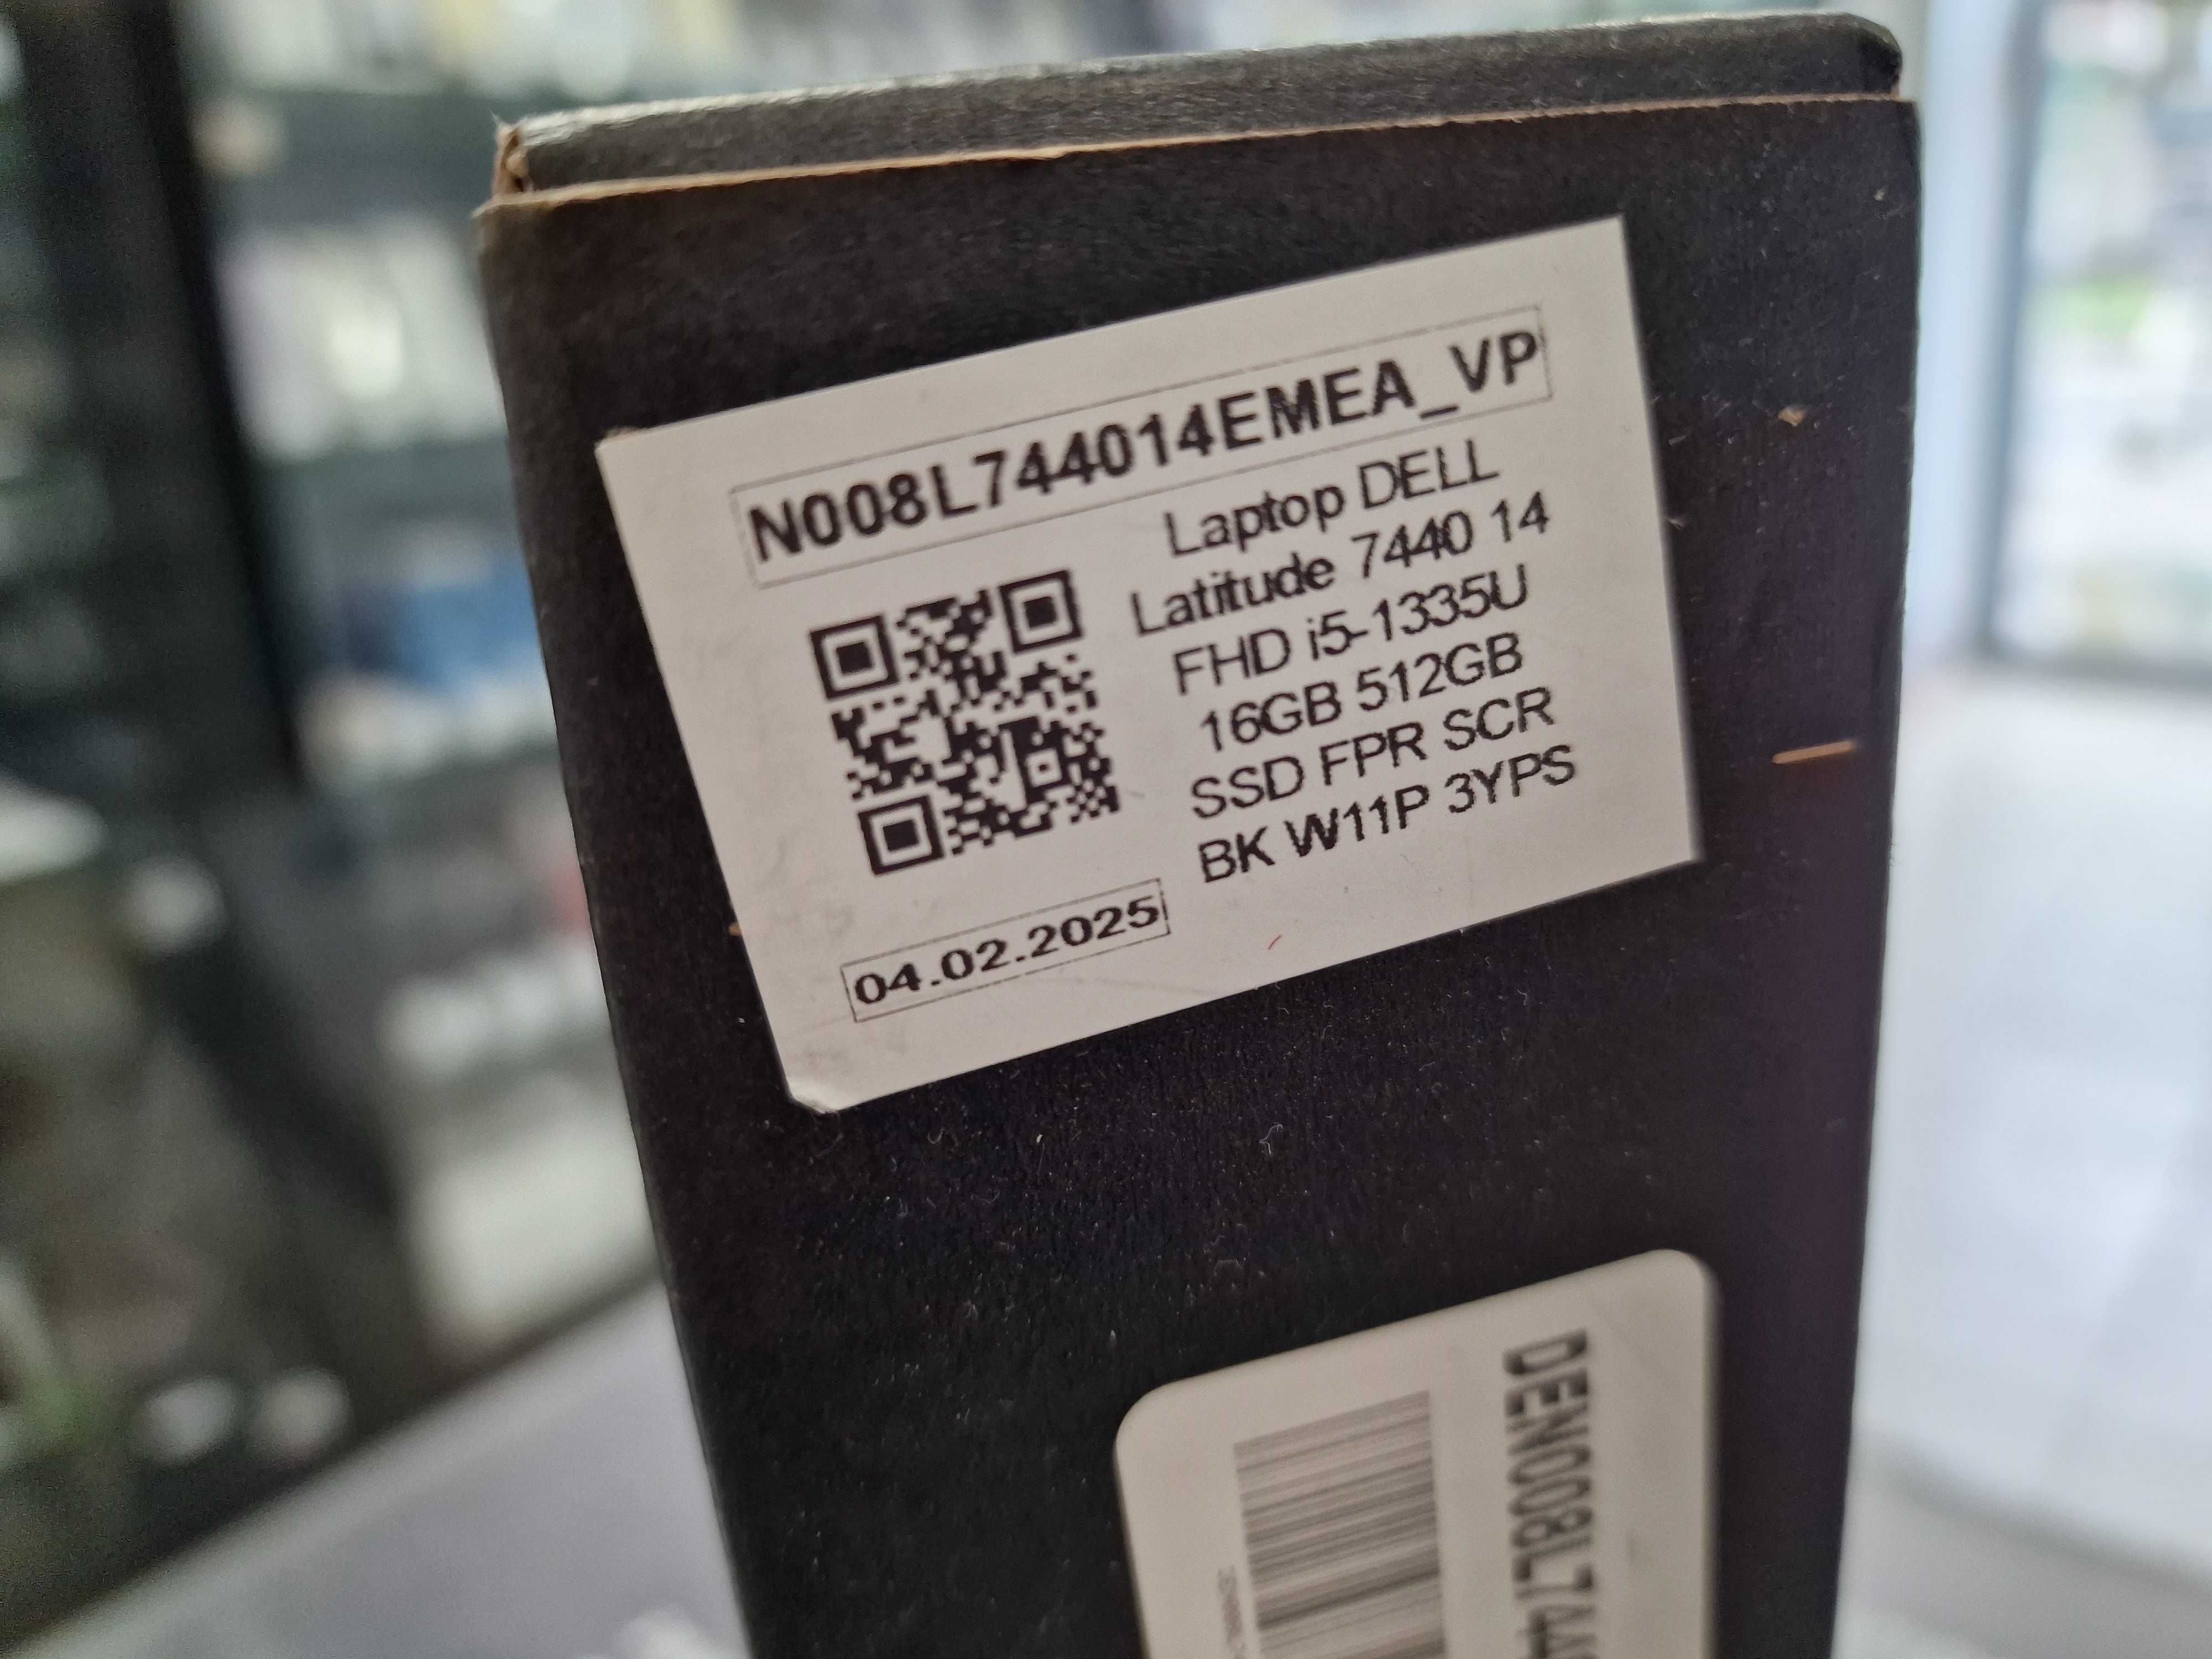 N008L744014EMEA_VP
Laptop DELL
Latitude 7440 14
FHD i5-1335U
16GB 512GB
SSD FPR SCR
BK W11P 3YPS
04.02.2025